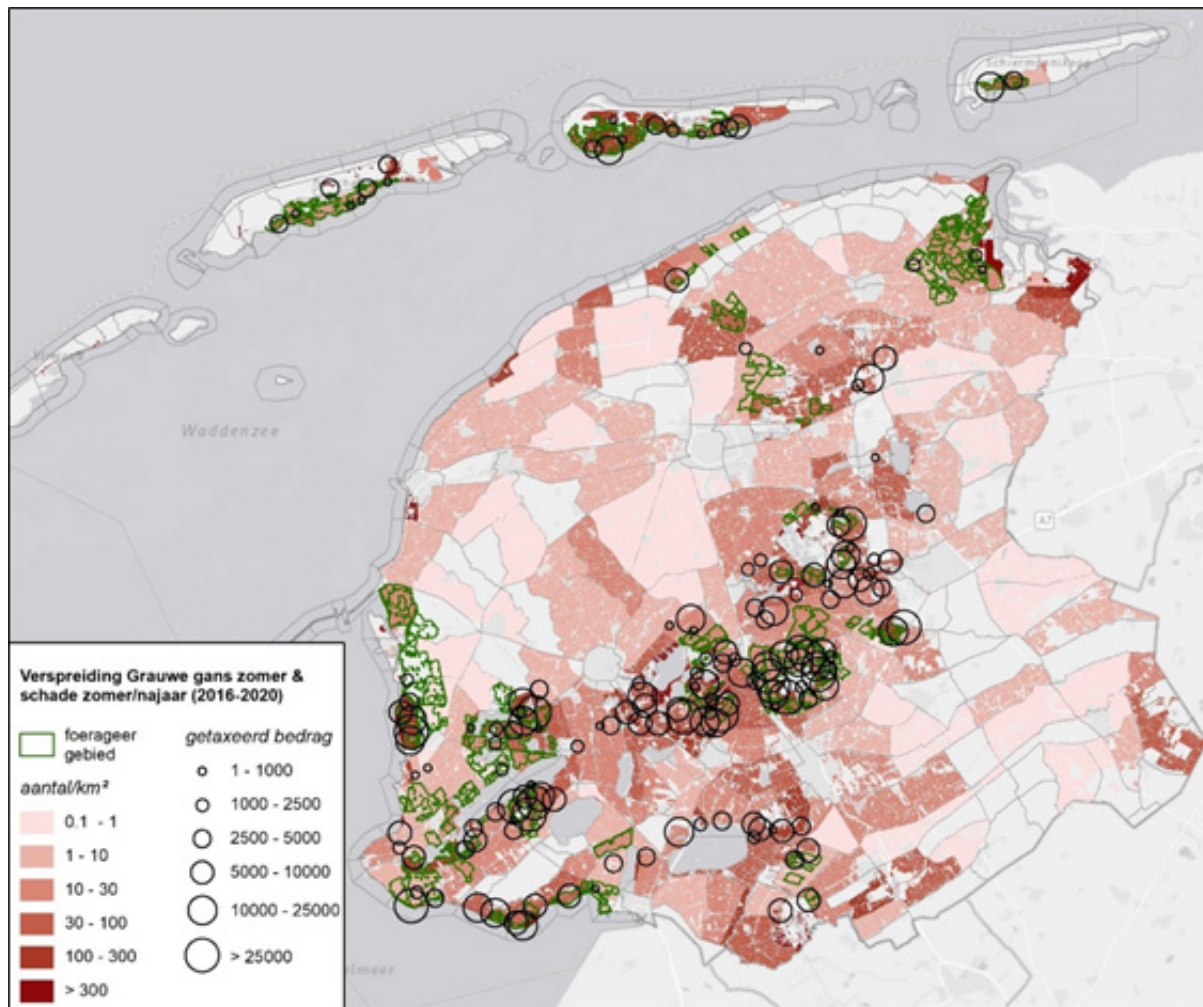 Schiermonnikoog
Waddenzee
A7
Verspreiding Grauwe gans zomer &
schade zomer/najaar (2016-2020)
foerageer
gebied
getaxeerd bedrag
1 - 1000
1000 - 2500
2500 - 5000
5000 - 10000
10000 - 25000
> 25000
aantal/km²
0.1 - 1
1 - 10
10 - 30
30 - 100
100 - 300
> 300
elmeer